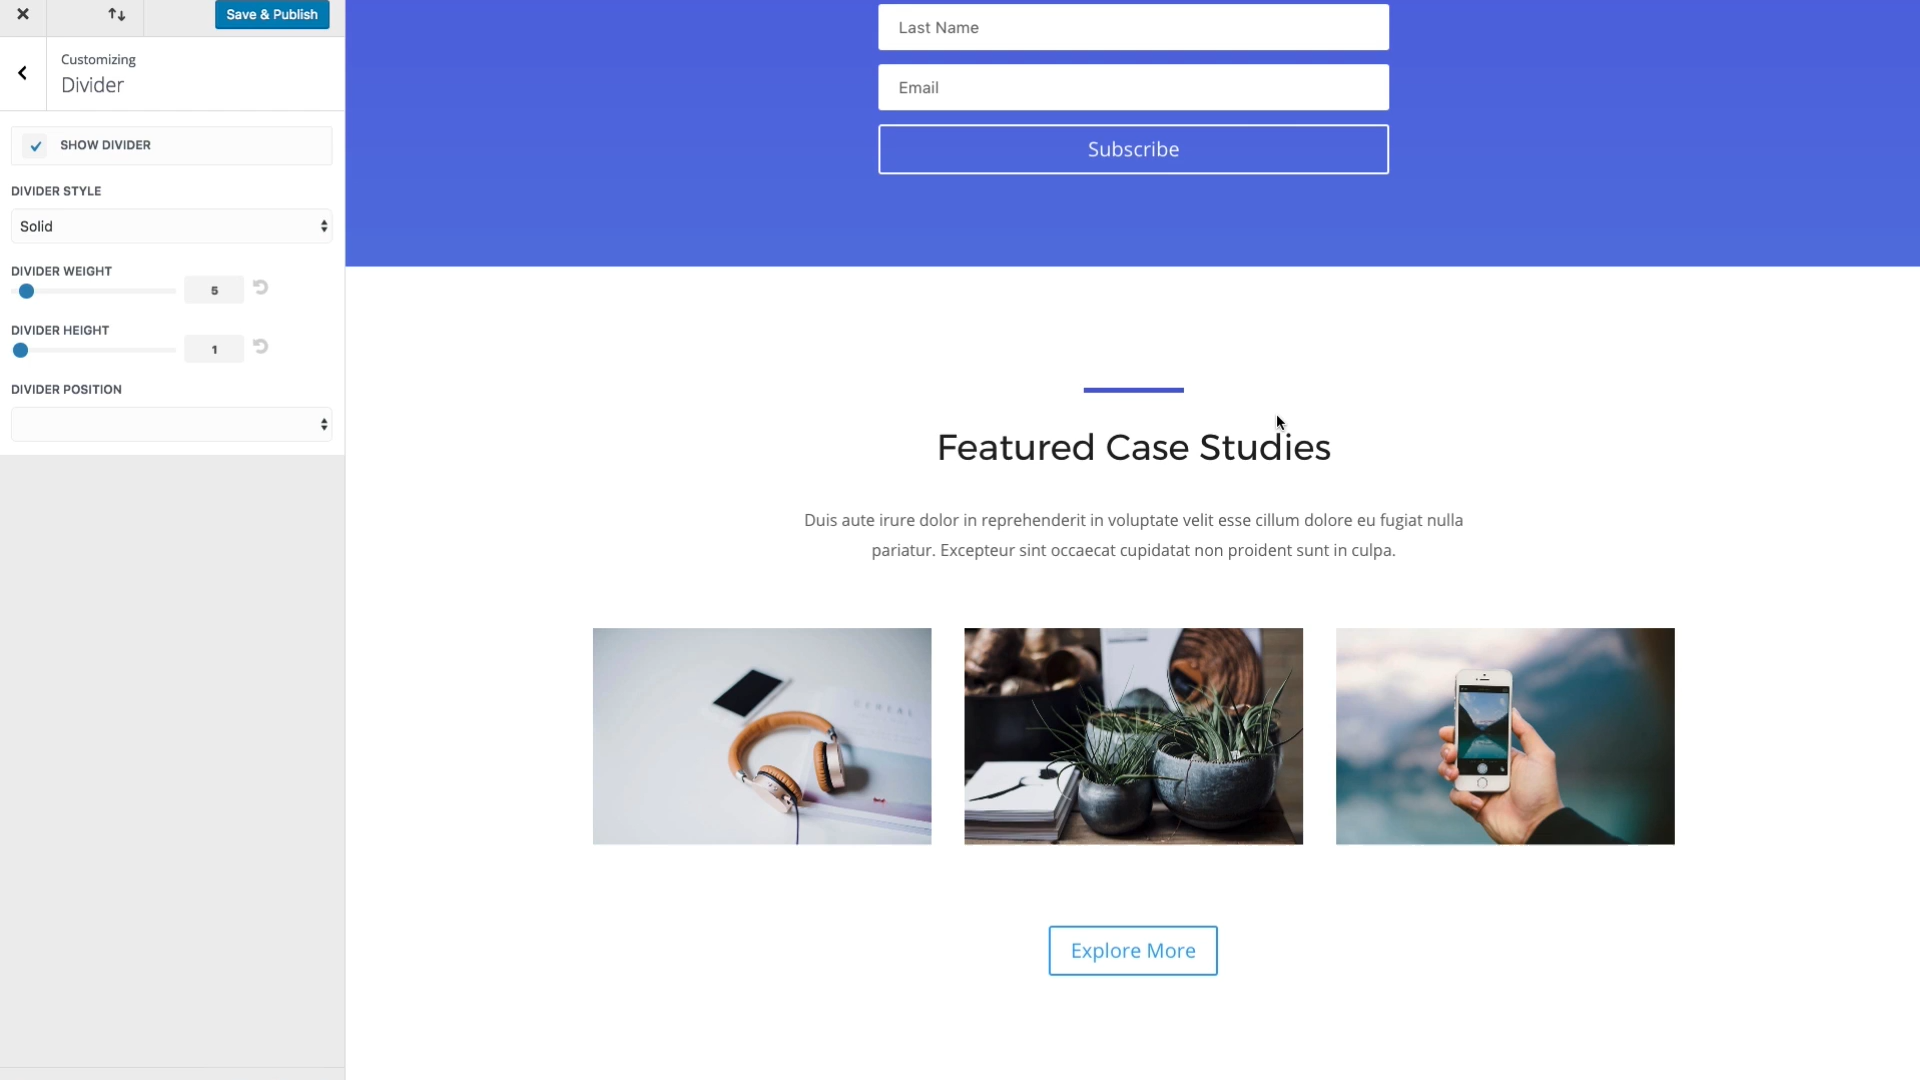 Save & Publish
Customizing
Divider
SHOW DIVIDER
DIVIDER STYLE
Solid
DIVIDER WEIGHT
5
DIVIDER HEIGHT
1
DIVIDER POSITION
Last Name
Email
Subscribe
Featured Case Studies
Duis aute irure dolor in reprehenderit in voluptate velit esse cillum dolore eu fugiat nulla
pariatur. Excepteur sint occaecat cupidatat non proident sunt in culpa.
CEREAL
Explore More